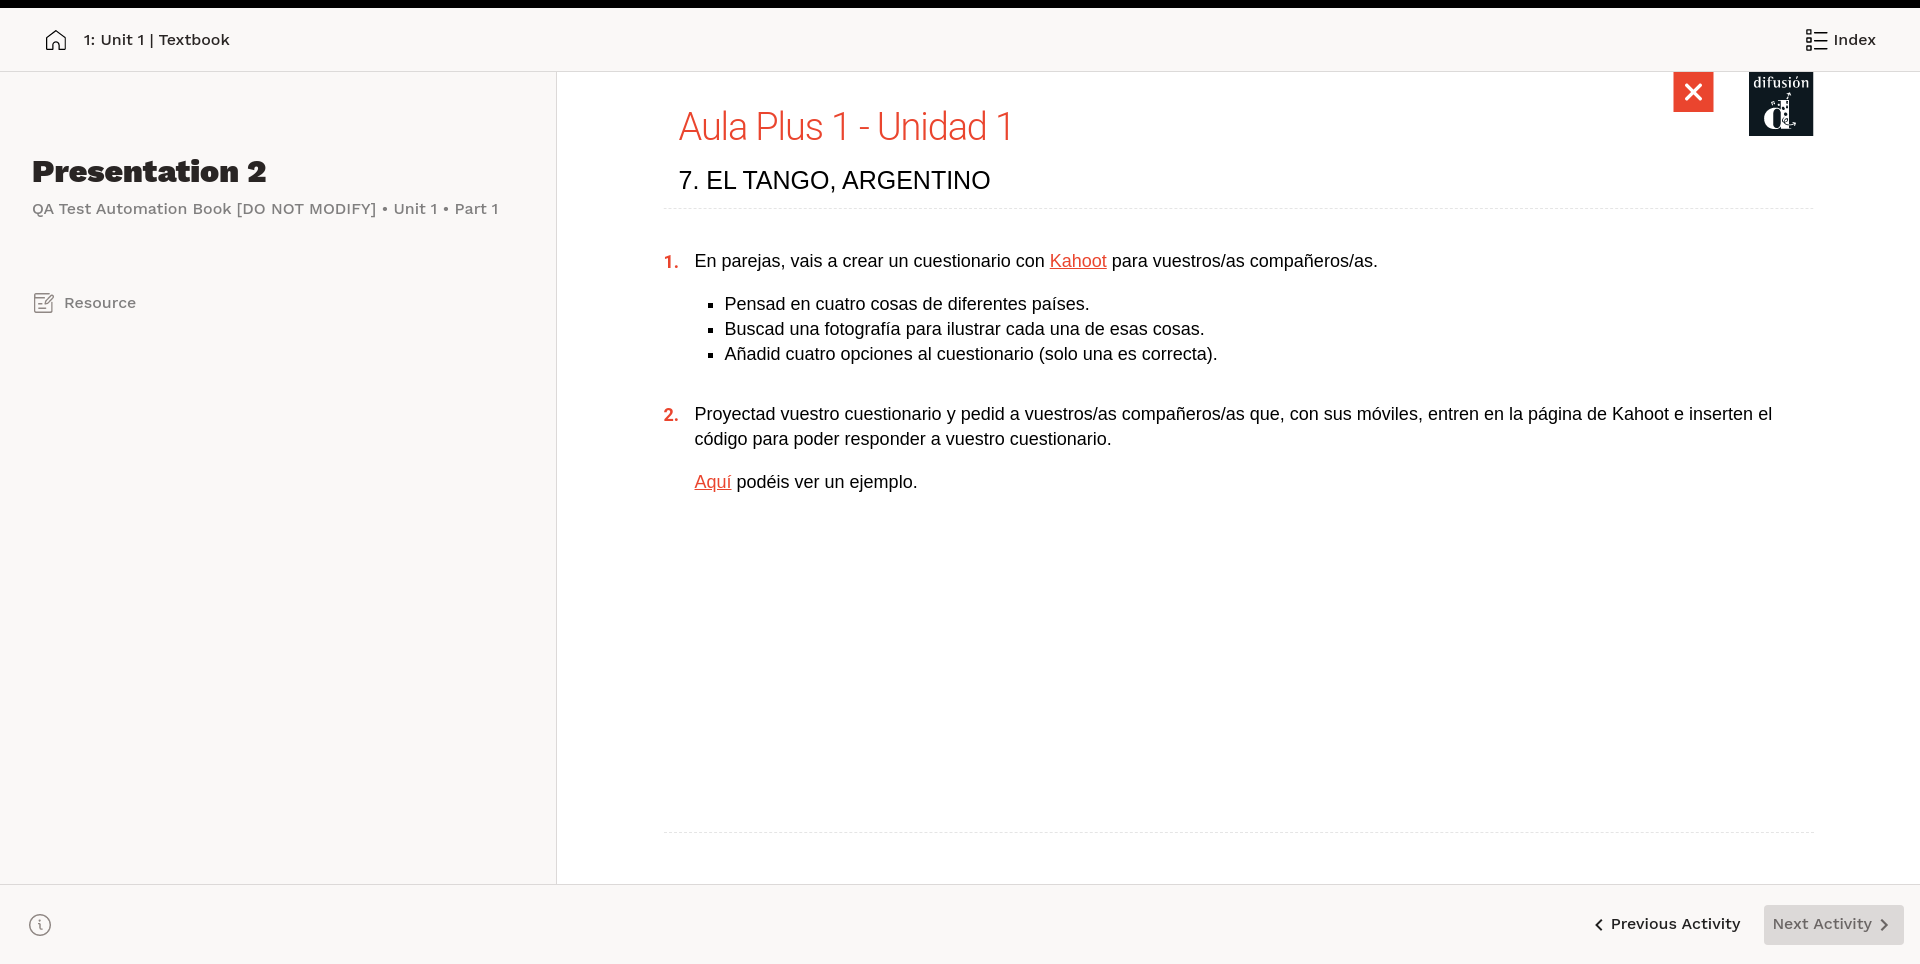 1: Unit 1 | Textbook
Index
Presentation 2
QA Test Automation Book [DO NOT MODIFY] • Unit 1 • Part 1
Resource
difusión
d
Aula Plus 1 - Unidad 1
7. EL TANGO, ARGENTINO
1. En parejas, vais a crear un cuestionario con Kahoot para vuestros/as compañeros/as.
▪ Pensad en cuatro cosas de diferentes países.
▪ Buscad una fotografía para ilustrar cada una de esas cosas.
▪ Añadid cuatro opciones al cuestionario (solo una es correcta).
2. Proyectad vuestro cuestionario y pedid a vuestros/as compañeros/as que, con sus móviles, entren en la página de Kahoot e inserten el
código para poder responder a vuestro cuestionario.
Aquí podéis ver un ejemplo.
Previous Activity
Next Activity